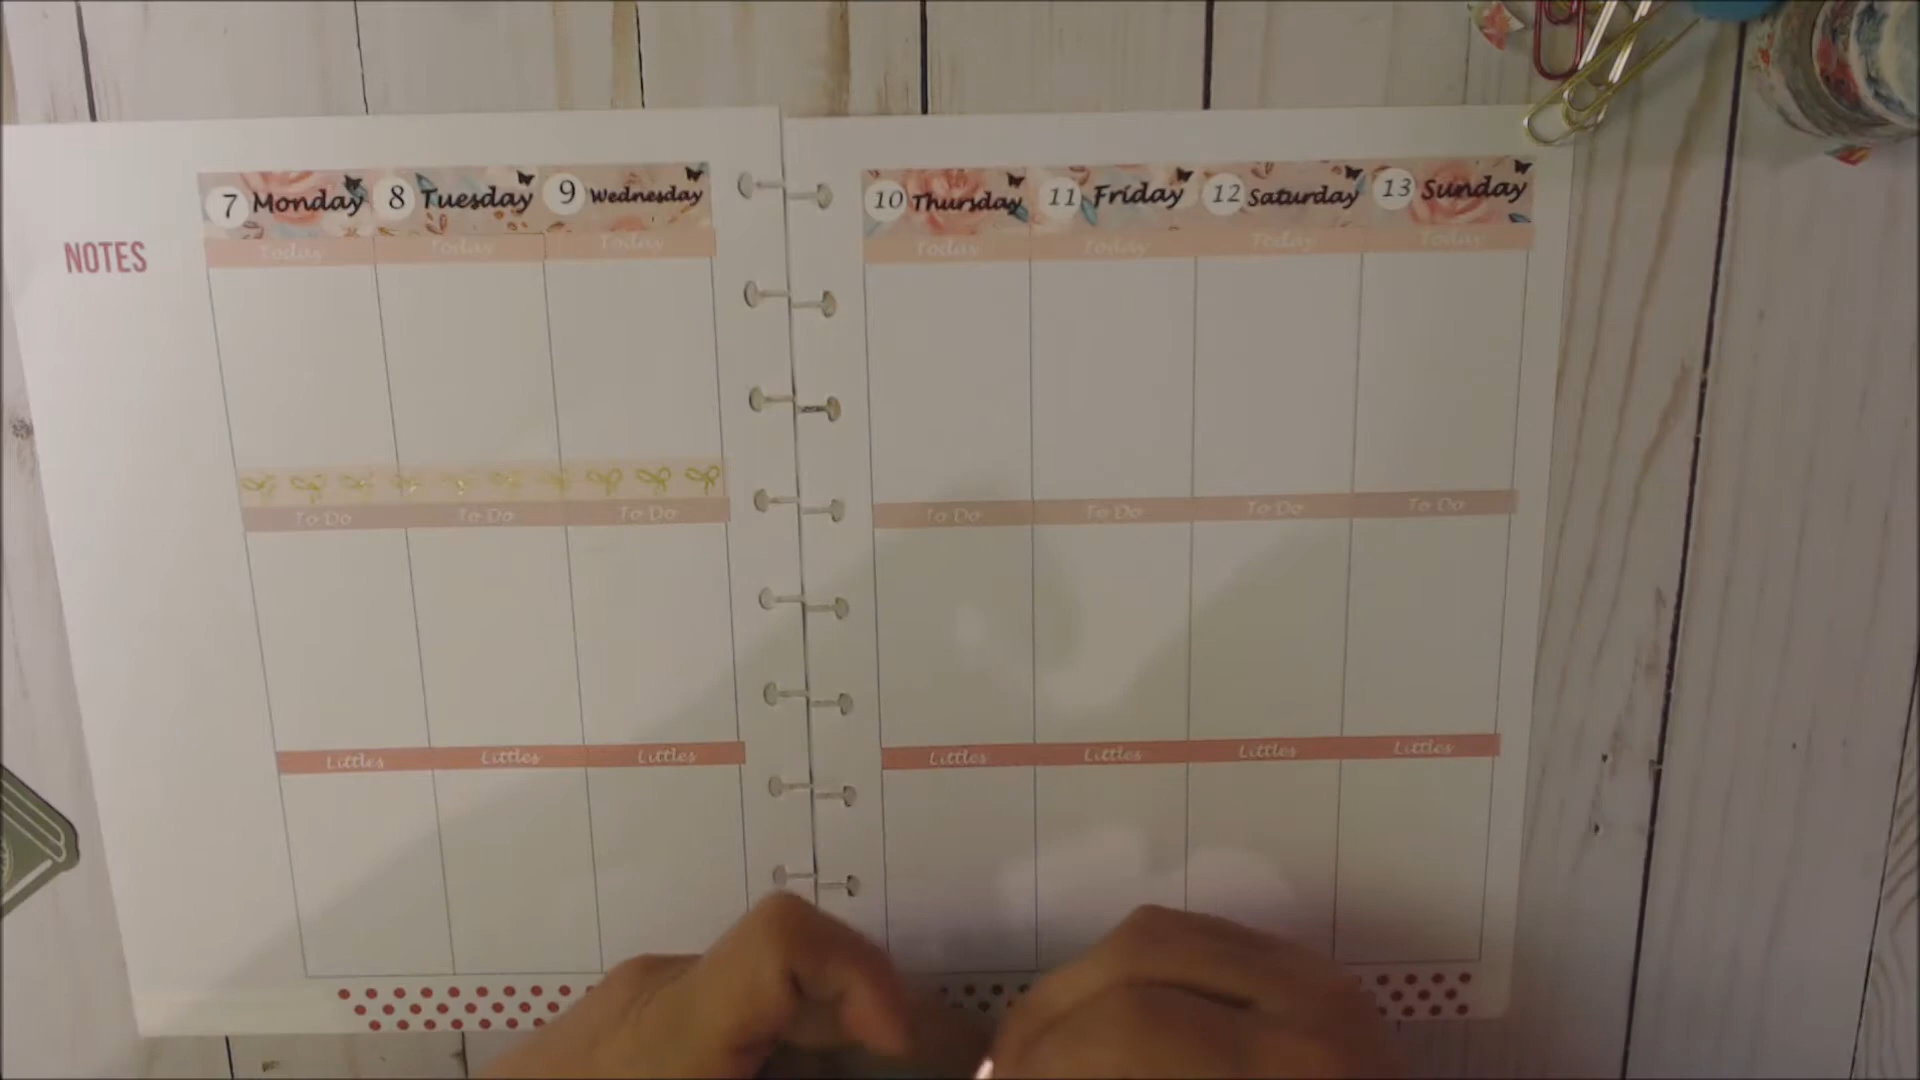 7 Monday 8 Tuesday 9 Wednesday 10 Thursday 11 Friday 12 Saturday 13 Sunday
NOTES Today Today Today Today Today Today Today
To Do To Do To Do To Do To Do To Do To Do
Littles Littles Littles Littles Littles Littles Littles